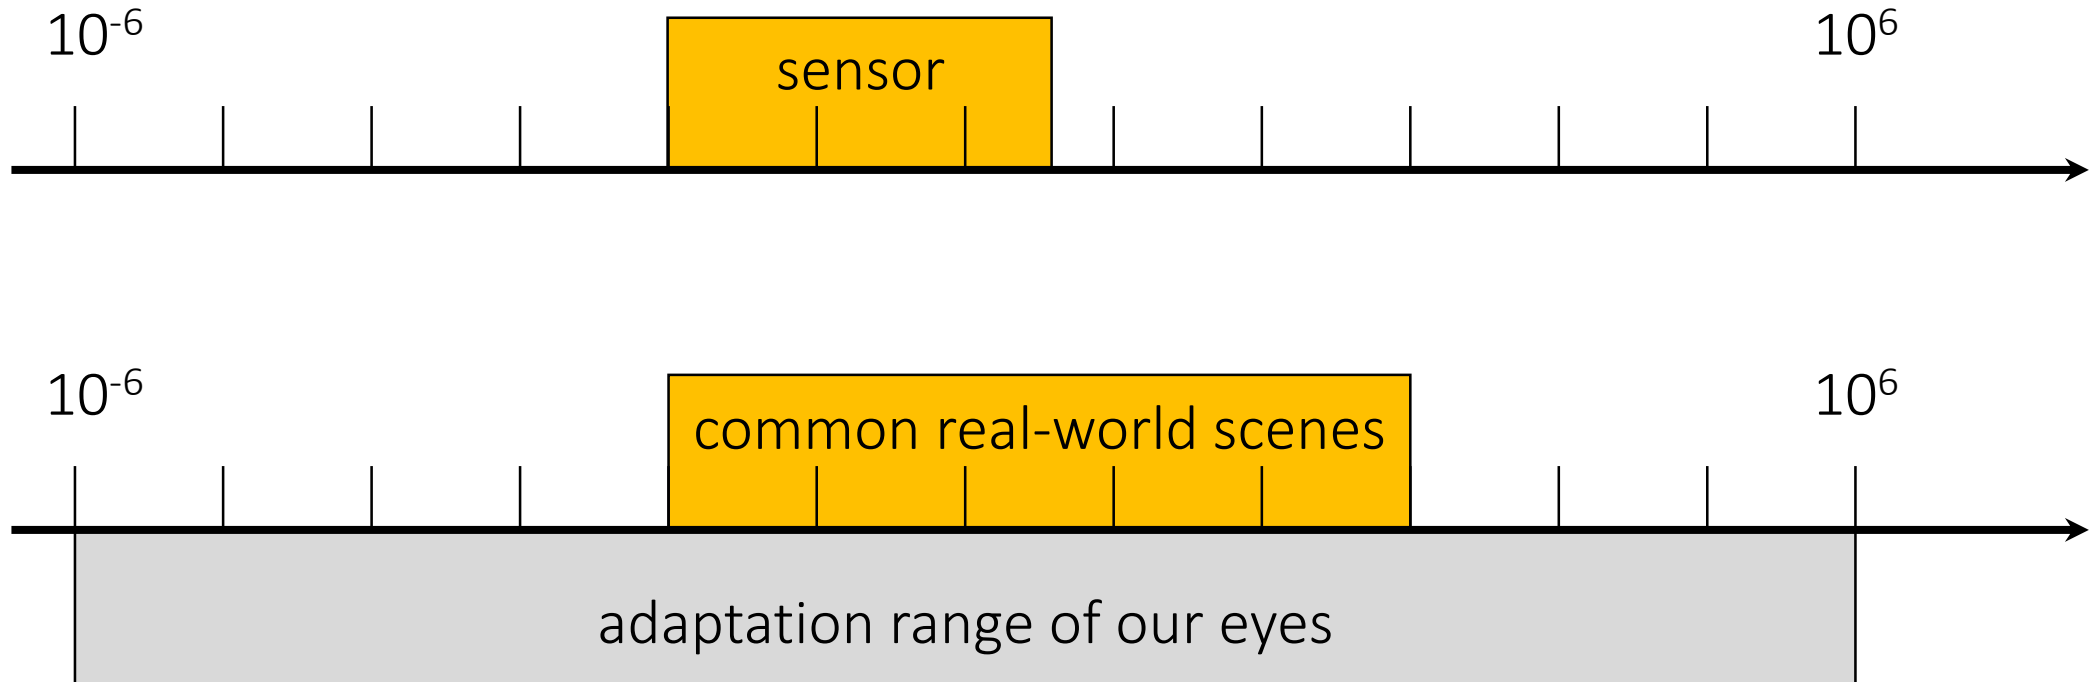 10⁻⁶
10⁶
sensor
10⁻⁶
10⁶
common real-world scenes
adaptation range of our eyes